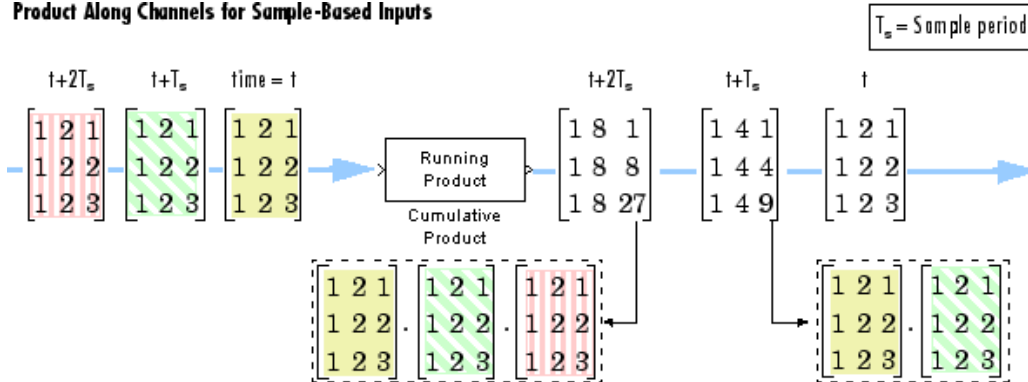 Product Along Channels for Sample-Based Inputs
Tₛ = Sample period
t+2Tₛ t+Tₛ time = t t+2Tₛ t+Tₛ t
1 2 1 1 2 1 1 2 1 1 8 1 1 4 1 1 2 1
1 2 2 1 2 2 1 2 2 Running 1 8 8 1 4 4 1 2 2
Product
1 2 3 1 2 3 1 2 3 1 8 27 1 4 9 1 2 3
Cumulative
Product
1 2 1 1 2 1 1 2 1 1 2 1 1 2 1
1 2 2 . 1 2 2 . 1 2 2 1 2 2 . 1 2 2
1 2 3 1 2 3 1 2 3 1 2 3 1 2 3